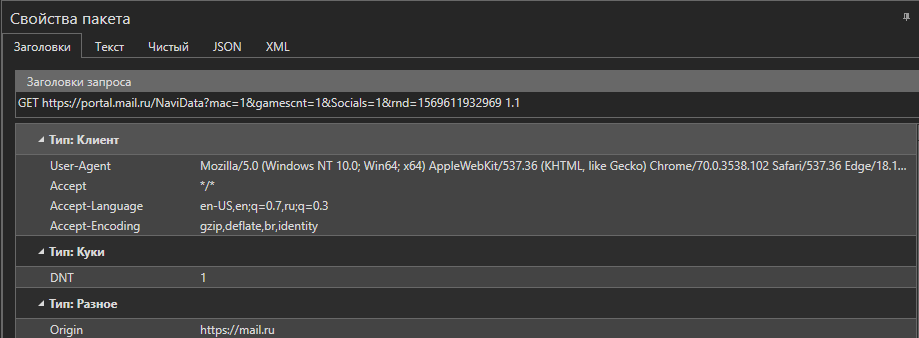 Свойства пакета
Заголовки Текст Чистый JSON XML
Заголовки запроса
GET https://portal.mail.ru/NaviData?mac=1&gamescnt=1&Socials=1&rnd=1569611932969 1.1
Тип: Клиент
User-Agent Mozilla/5.0 (Windows NT 10.0; Win64; x64) AppleWebKit/537.36 (KHTML, like Gecko) Chrome/70.0.3538.102 Safari/537.36 Edge/18.1...
Accept */*
Accept-Language en-US,en;q=0.7,ru;q=0.3
Accept-Encoding gzip,deflate,br,identity
Тип: Куки
DNT 1
Тип: Разное
Origin https://mail.ru